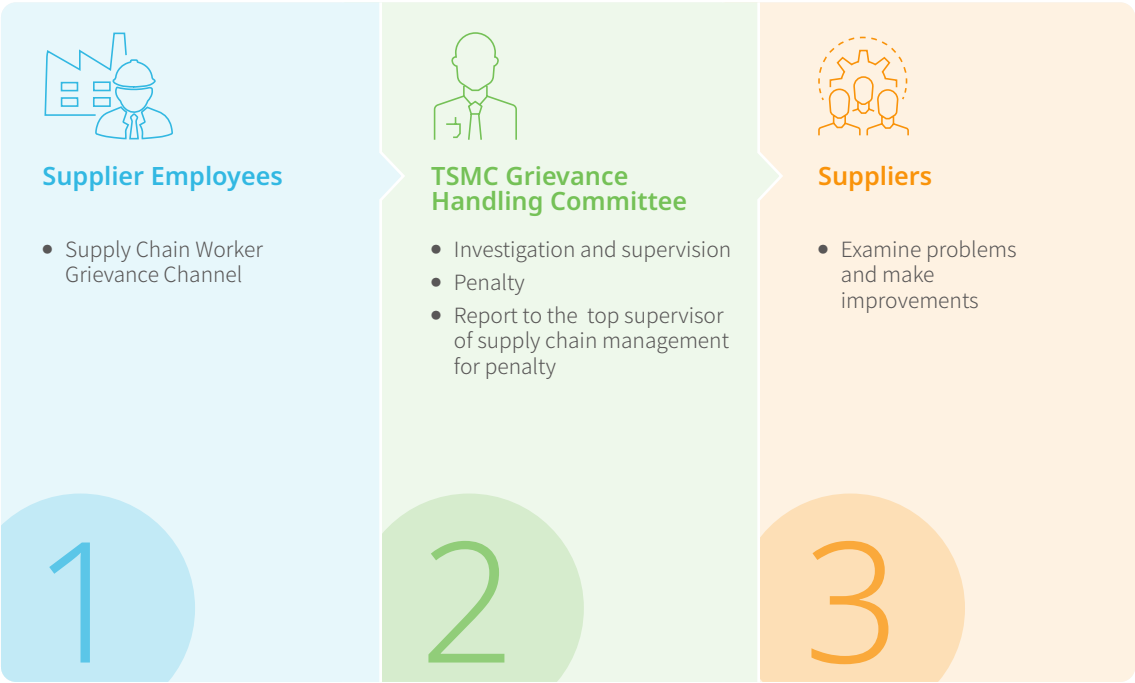 Supplier Employees
• Supply Chain Worker
Grievance Channel
1
TSMC Grievance
Handling Committee
• Investigation and supervision
• Penalty
• Report to the  top supervisor
of supply chain management
for penalty
2
Suppliers
• Examine problems
and make
improvements
3